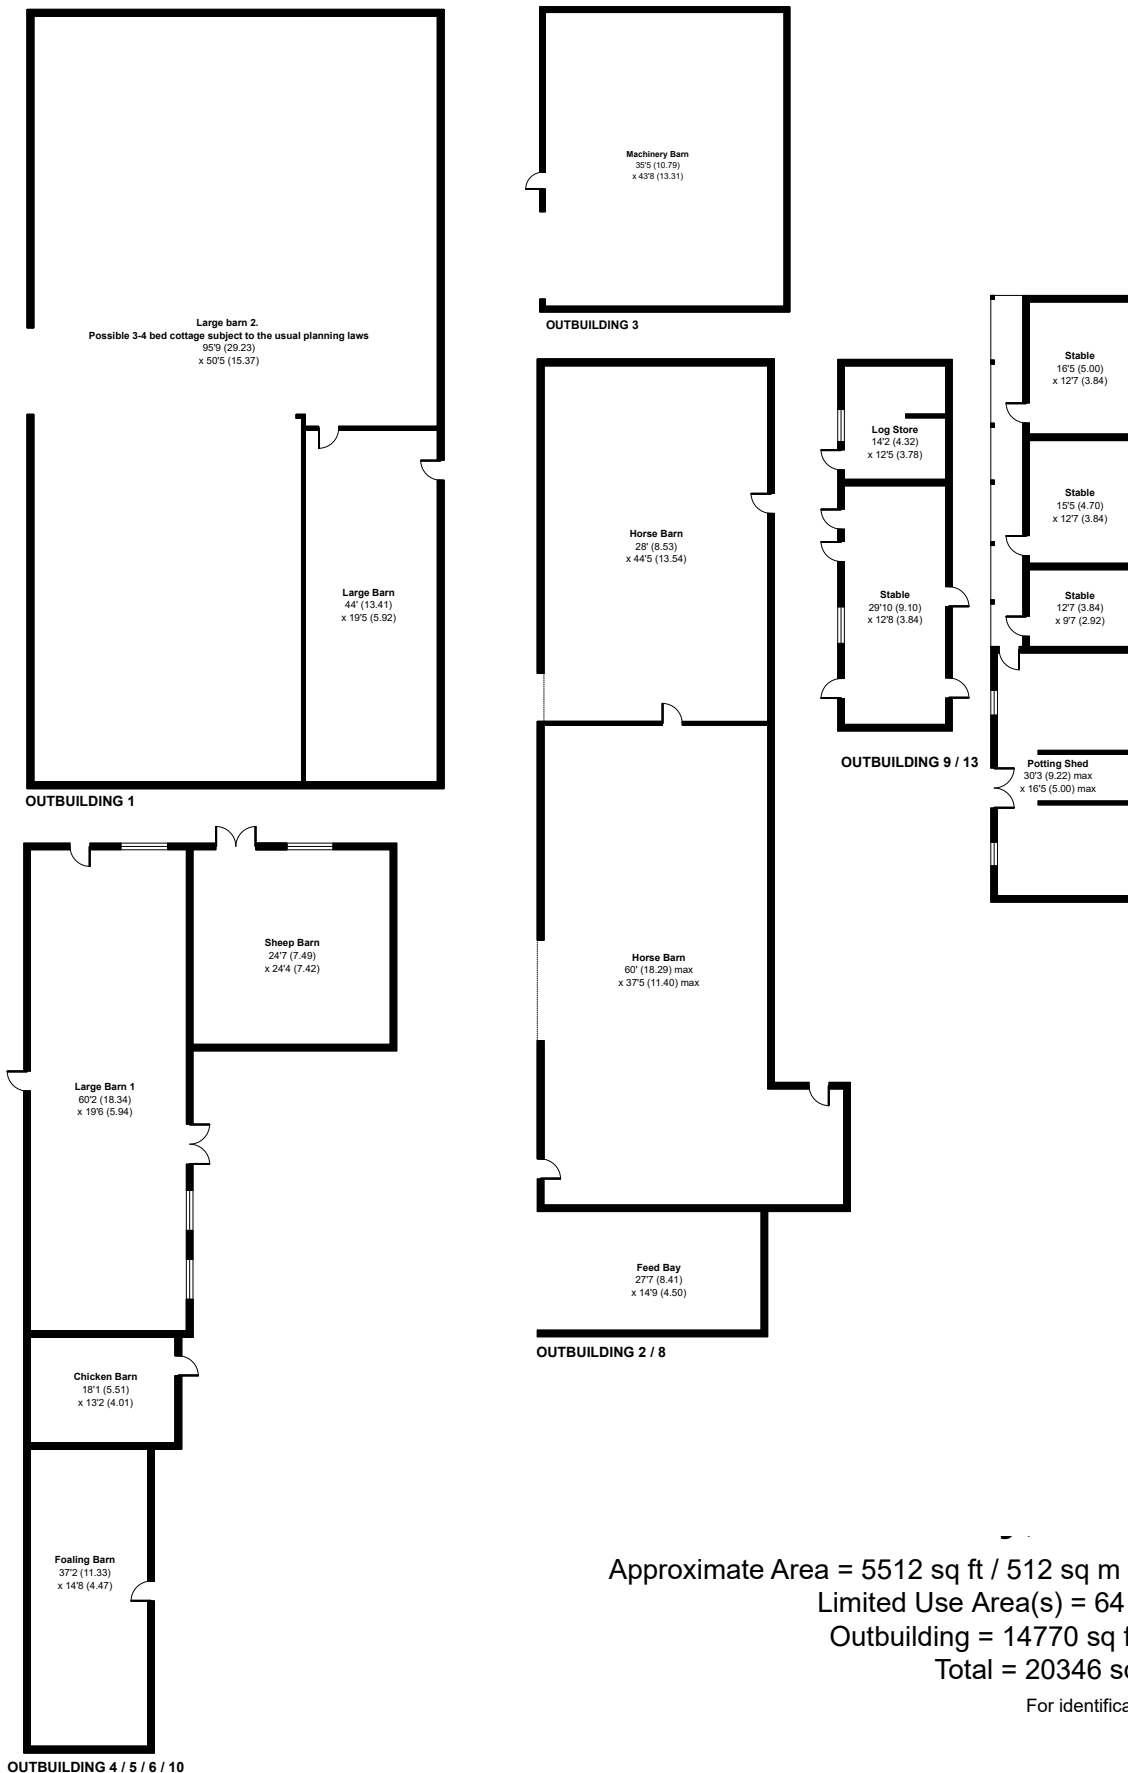 Machinery Barn
35'5 (10.79)
x 43'8 (13.31)
OUTBUILDING 3
Large barn 2.
Possible 3-4 bed cottage subject to the usual planning laws
95'9 (29.23)
x 50'5 (15.37)
Large Barn
44' (13.41)
x 19'5 (5.92)
OUTBUILDING 1
Horse Barn
28' (8.53)
x 44'5 (13.54)
Horse Barn
60' (18.29) max
x 37'5 (11.40) max
Feed Bay
27'7 (8.41)
x 14'9 (4.50)
OUTBUILDING 2 / 8
Log Store
14'2 (4.32)
x 12'5 (3.78)
Stable
29'10 (9.10)
x 12'8 (3.84)
OUTBUILDING 9 / 13
Stable
16'5 (5.00)
x 12'7 (3.84)
Stable
15'5 (4.70)
x 12'7 (3.84)
Stable
12'7 (3.84)
x 9'7 (2.92)
Potting Shed
30'3 (9.22) max
x 16'5 (5.00) max
Sheep Barn
24'7 (7.49)
x 24'4 (7.42)
Large Barn 1
60'2 (18.34)
x 19'6 (5.94)
Chicken Barn
18'1 (5.51)
x 13'2 (4.01)
Foaling Barn
37'2 (11.33)
x 14'8 (4.47)
OUTBUILDING 4 / 5 / 6 / 10
Approximate Area = 5512 sq ft / 512 sq m
Limited Use Area(s) = 64
Outbuilding = 14770 sq
Total = 20346
For